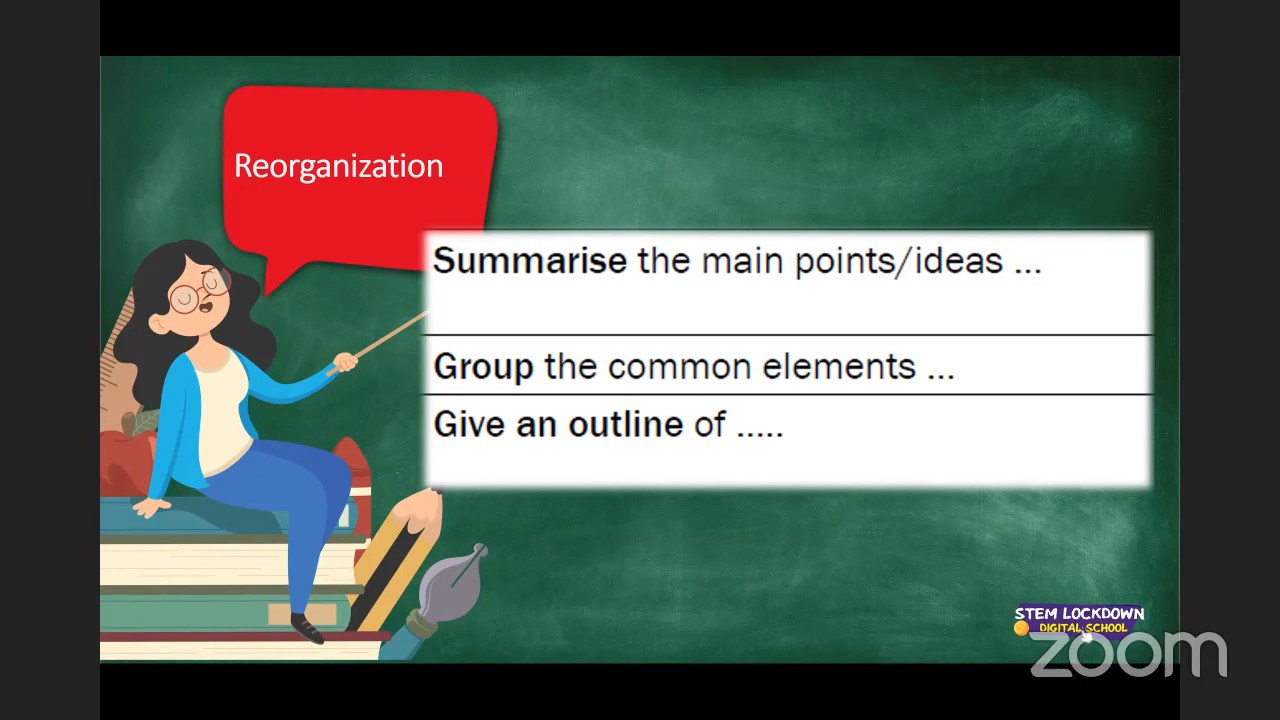 Reorganization
Summarise the main points/ideas ...
Group the common elements ...
Give an outline of .....
STEM LOCKDOWN
DIGITAL SCHOOL
zoom